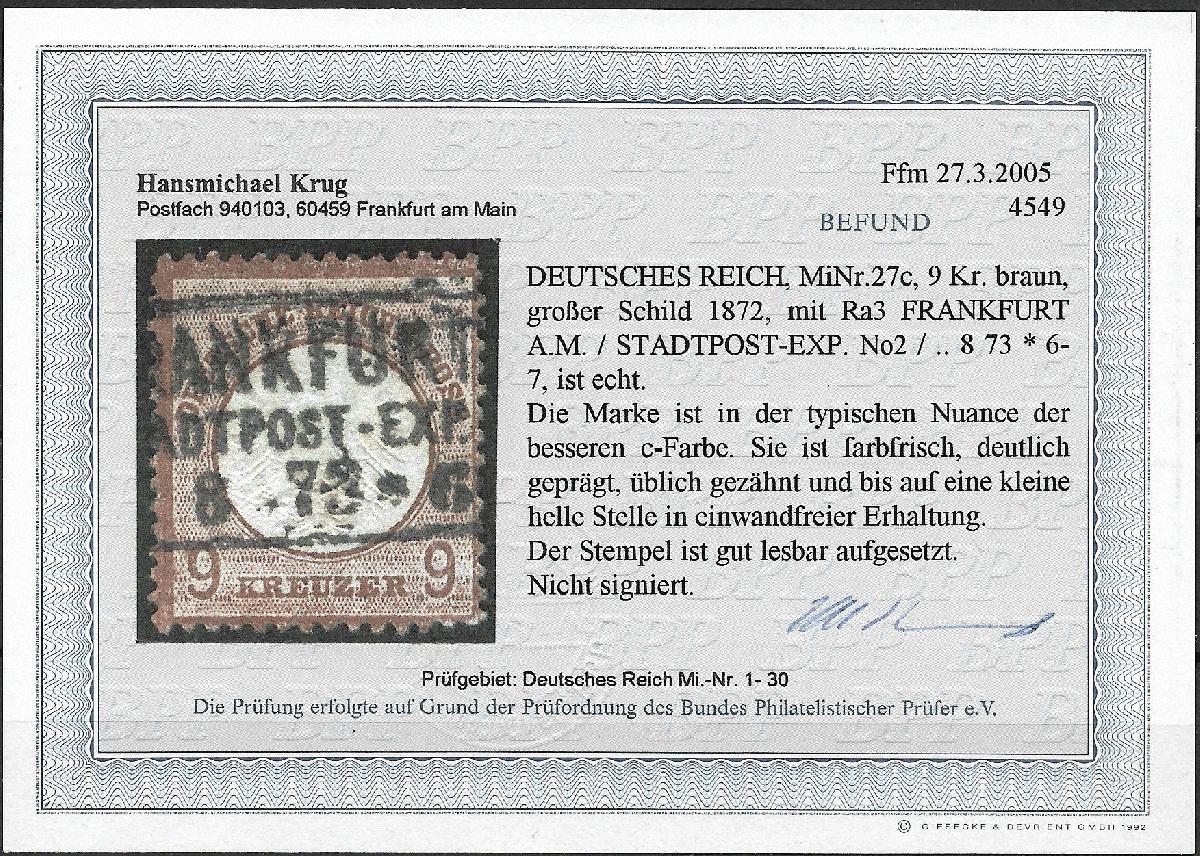 Hansmichael Krug
Postfach 940103, 60459 Frankfurt am Main
Ffm 27.3.2005
4549
BEFUND
ANKFURT
ADTPOST-EXP.
8 73 * 6
9 KREUZER 9
DEUTSCHES REICH, MiNr.27c, 9 Kr. braun,
großer Schild 1872, mit Ra3 FRANKFURT
A.M. / STADTPOST-EXP. No2 / .. 8 73 * 6-
7, ist echt.
Die Marke ist in der typischen Nuance der
besseren c-Farbe. Sie ist farbfrisch, deutlich
geprägt, üblich gezähnt und bis auf eine kleine
helle Stelle in einwandfreier Erhaltung.
Der Stempel ist gut lesbar aufgesetzt.
Nicht signiert.
Prüfgebiet: Deutsches Reich Mi.-Nr. 1- 30
Die Prüfung erfolgte auf Grund der Prüfordnung des Bundes Philatelistischer Prüfer e.V.
© GIESECKE & DEVRIENT GMBH 1992